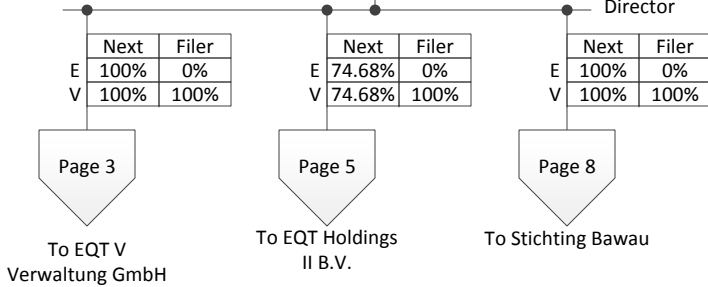 Director
Next Filer Next Filer Next Filer
E 100% 0% E 74.68% 0% E 100% 0%
V 100% 100% V 74.68% 100% V 100% 100%
Page 3 Page 5 Page 8
To EQT V
Verwaltung GmbH
To EQT Holdings
II B.V.
To Stichting Bawau